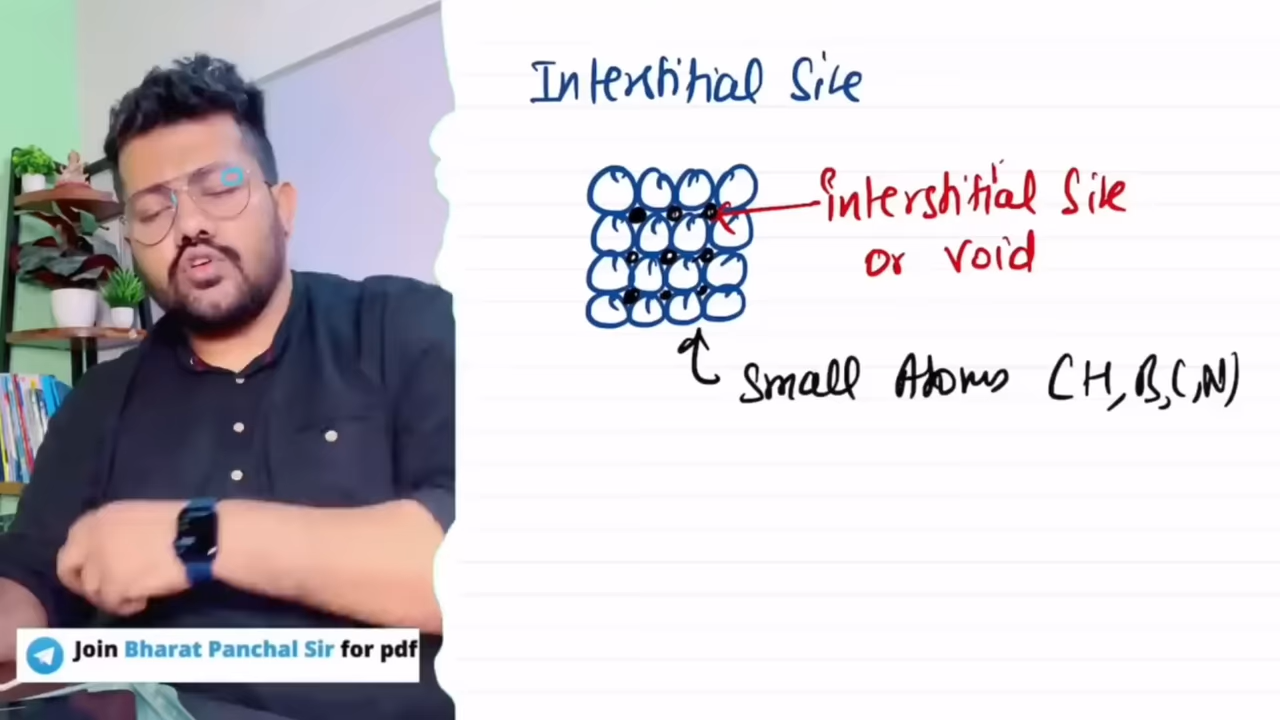 Interstitial Site
Interstitial Site
or void
Small Atoms (H, B, C, N)
Join Bharat Panchal Sir for pdf